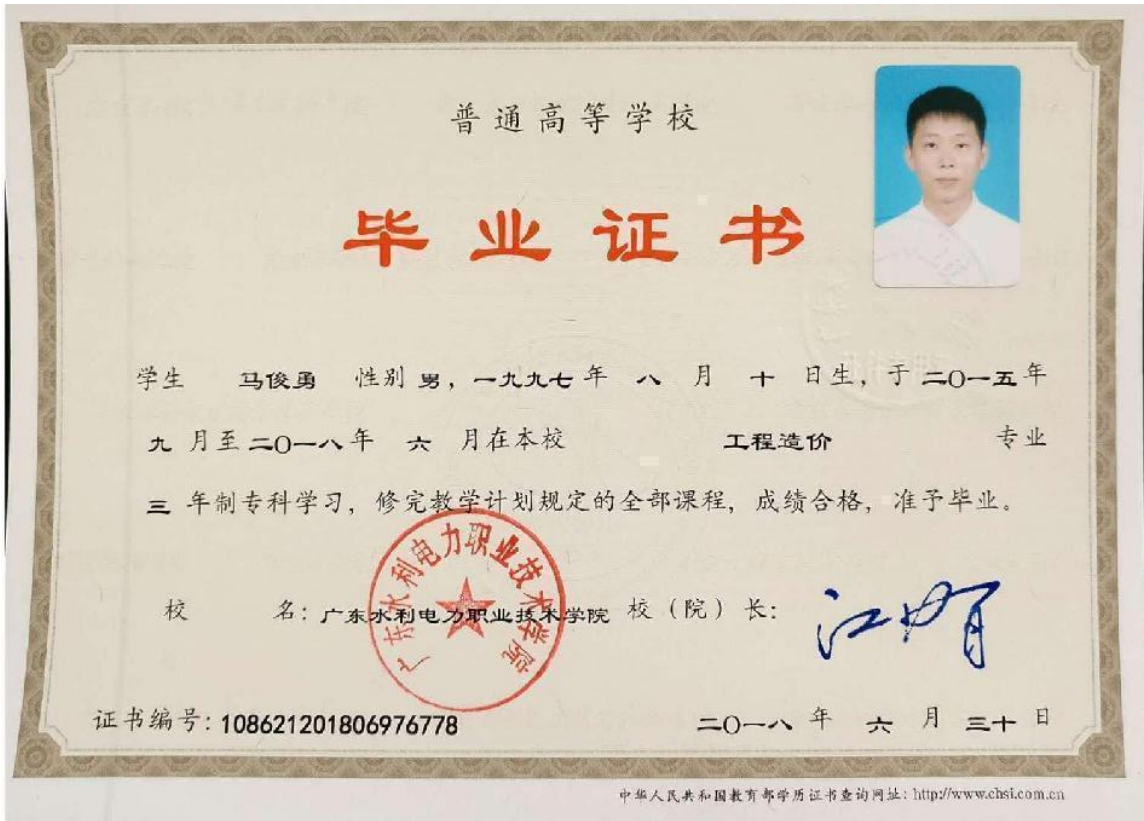 普通高等学校
毕业证书
学生 马俊勇 性别 男，一九九七年 八 月 十 日生，于 二〇一五年
九 月至二〇一八年 六 月在本校 工程造价 专业
三 年制专科学习，修完教学计划规定的全部课程，成绩合格，准予毕业。
广东水利电力职业技术学院
校 名：广东水利电力职业技术学院 校（院）长：
证书编号：108621201806976778 二〇一八 年 六 月 三十 日
中华人民共和国教育部学历证书查询网址：http://www.chsi.com.cn